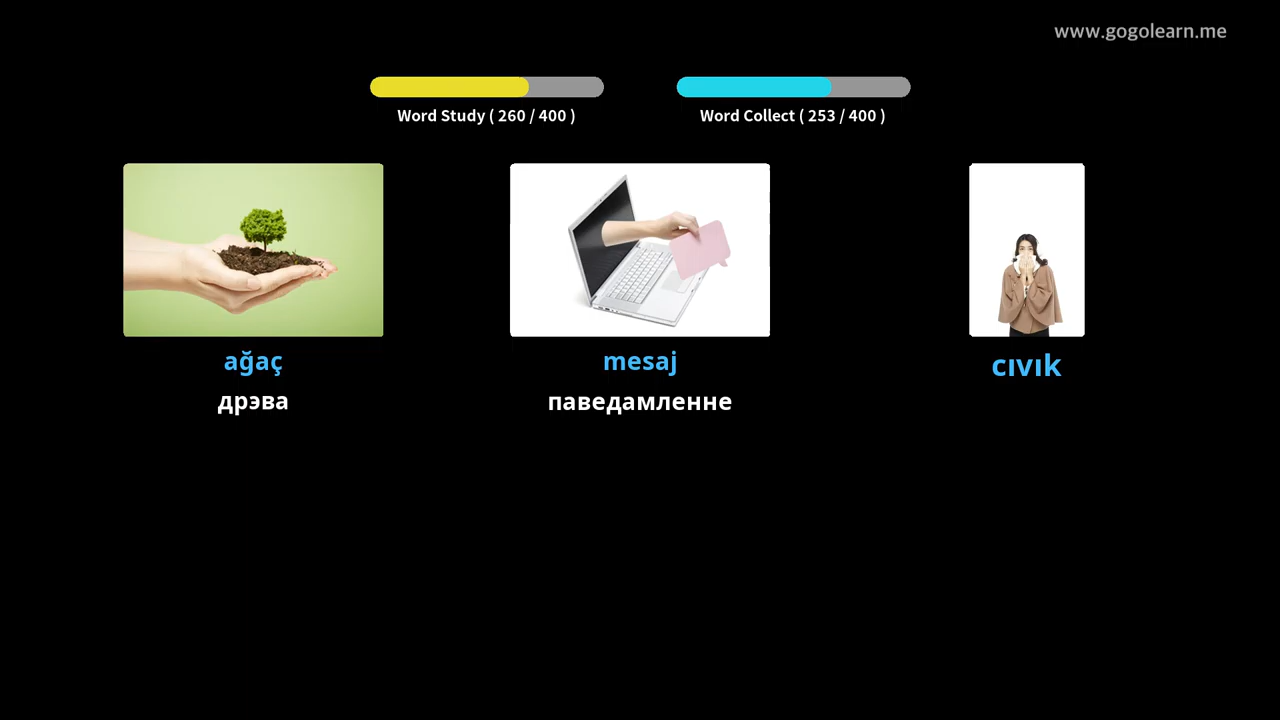 www.gogolearn.me
Word Study ( 260 / 400 )
Word Collect ( 253 / 400 )
ağaç
mesaj
cıvık
дрэва
паведамленне